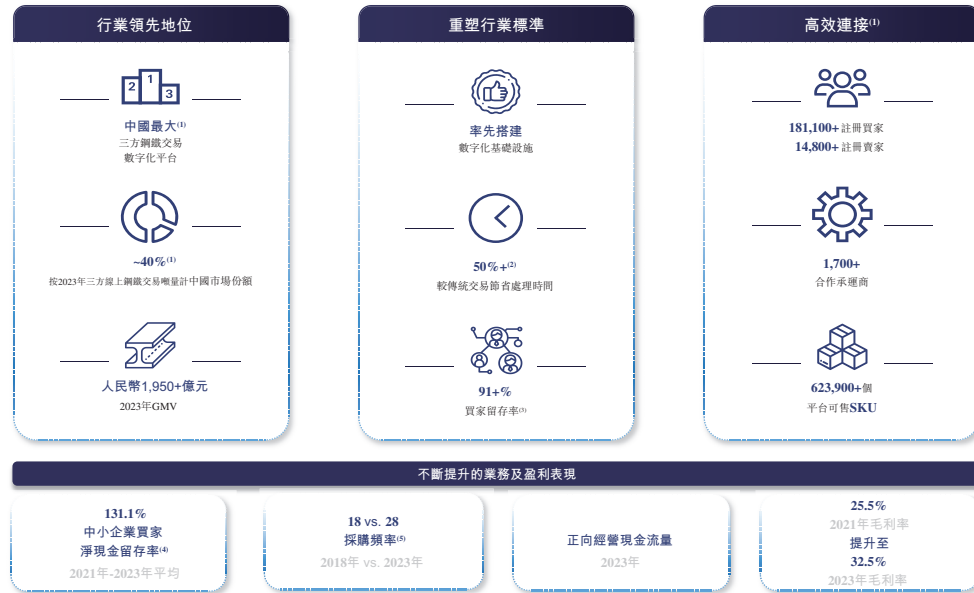 行業領先地位
2 1 3
中國最大(1)
三方鋼鐵交易
數字化平台
~40%(1)
按2023年三方線上鋼鐵交易噸量計中國市場份額
人民幣1,950+億元
2023年GMV
重塑行業標準
率先搭建
數字化基礎設施
50%+(2)
較傳統交易節省處理時間
91+%
買家留存率(3)
高效連接(1)
181,100+ 註冊買家
14,800+ 註冊賣家
1,700+
合作承運商
623,900+個
平台可售SKU
不斷提升的業務及盈利表現
131.1%
中小企業買家
淨現金留存率(4)
2021年-2023年平均
18 vs. 28
採購頻率(5)
2018年 vs. 2023年
正向經營現金流量
2023年
25.5%
2021年毛利率
提升至
32.5%
2023年毛利率